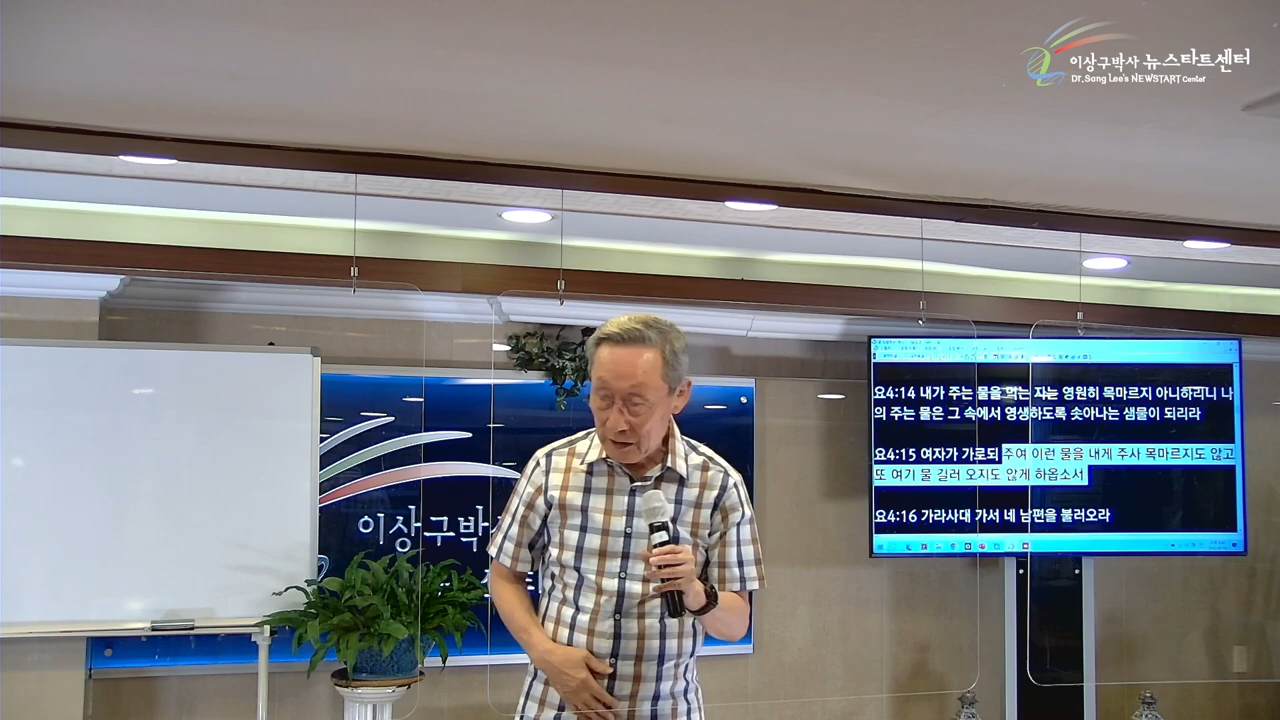 이상구박사 뉴스타트센터
Dr. Sang Lee's NEWSTART Center
요4:14 내가 주는 물을 먹는 자는 영원히 목마르지 아니하리니 나
의 주는 물은 그 속에서 영생하도록 솟아나는 샘물이 되리라
요4:15 여자가 가로되 주여 이런 물을 내게 주사 목마르지도 않고
또 여기 물 길러 오지도 않게 하옵소서
요4:16 가라사대 가서 네 남편을 불러오라
이상구박